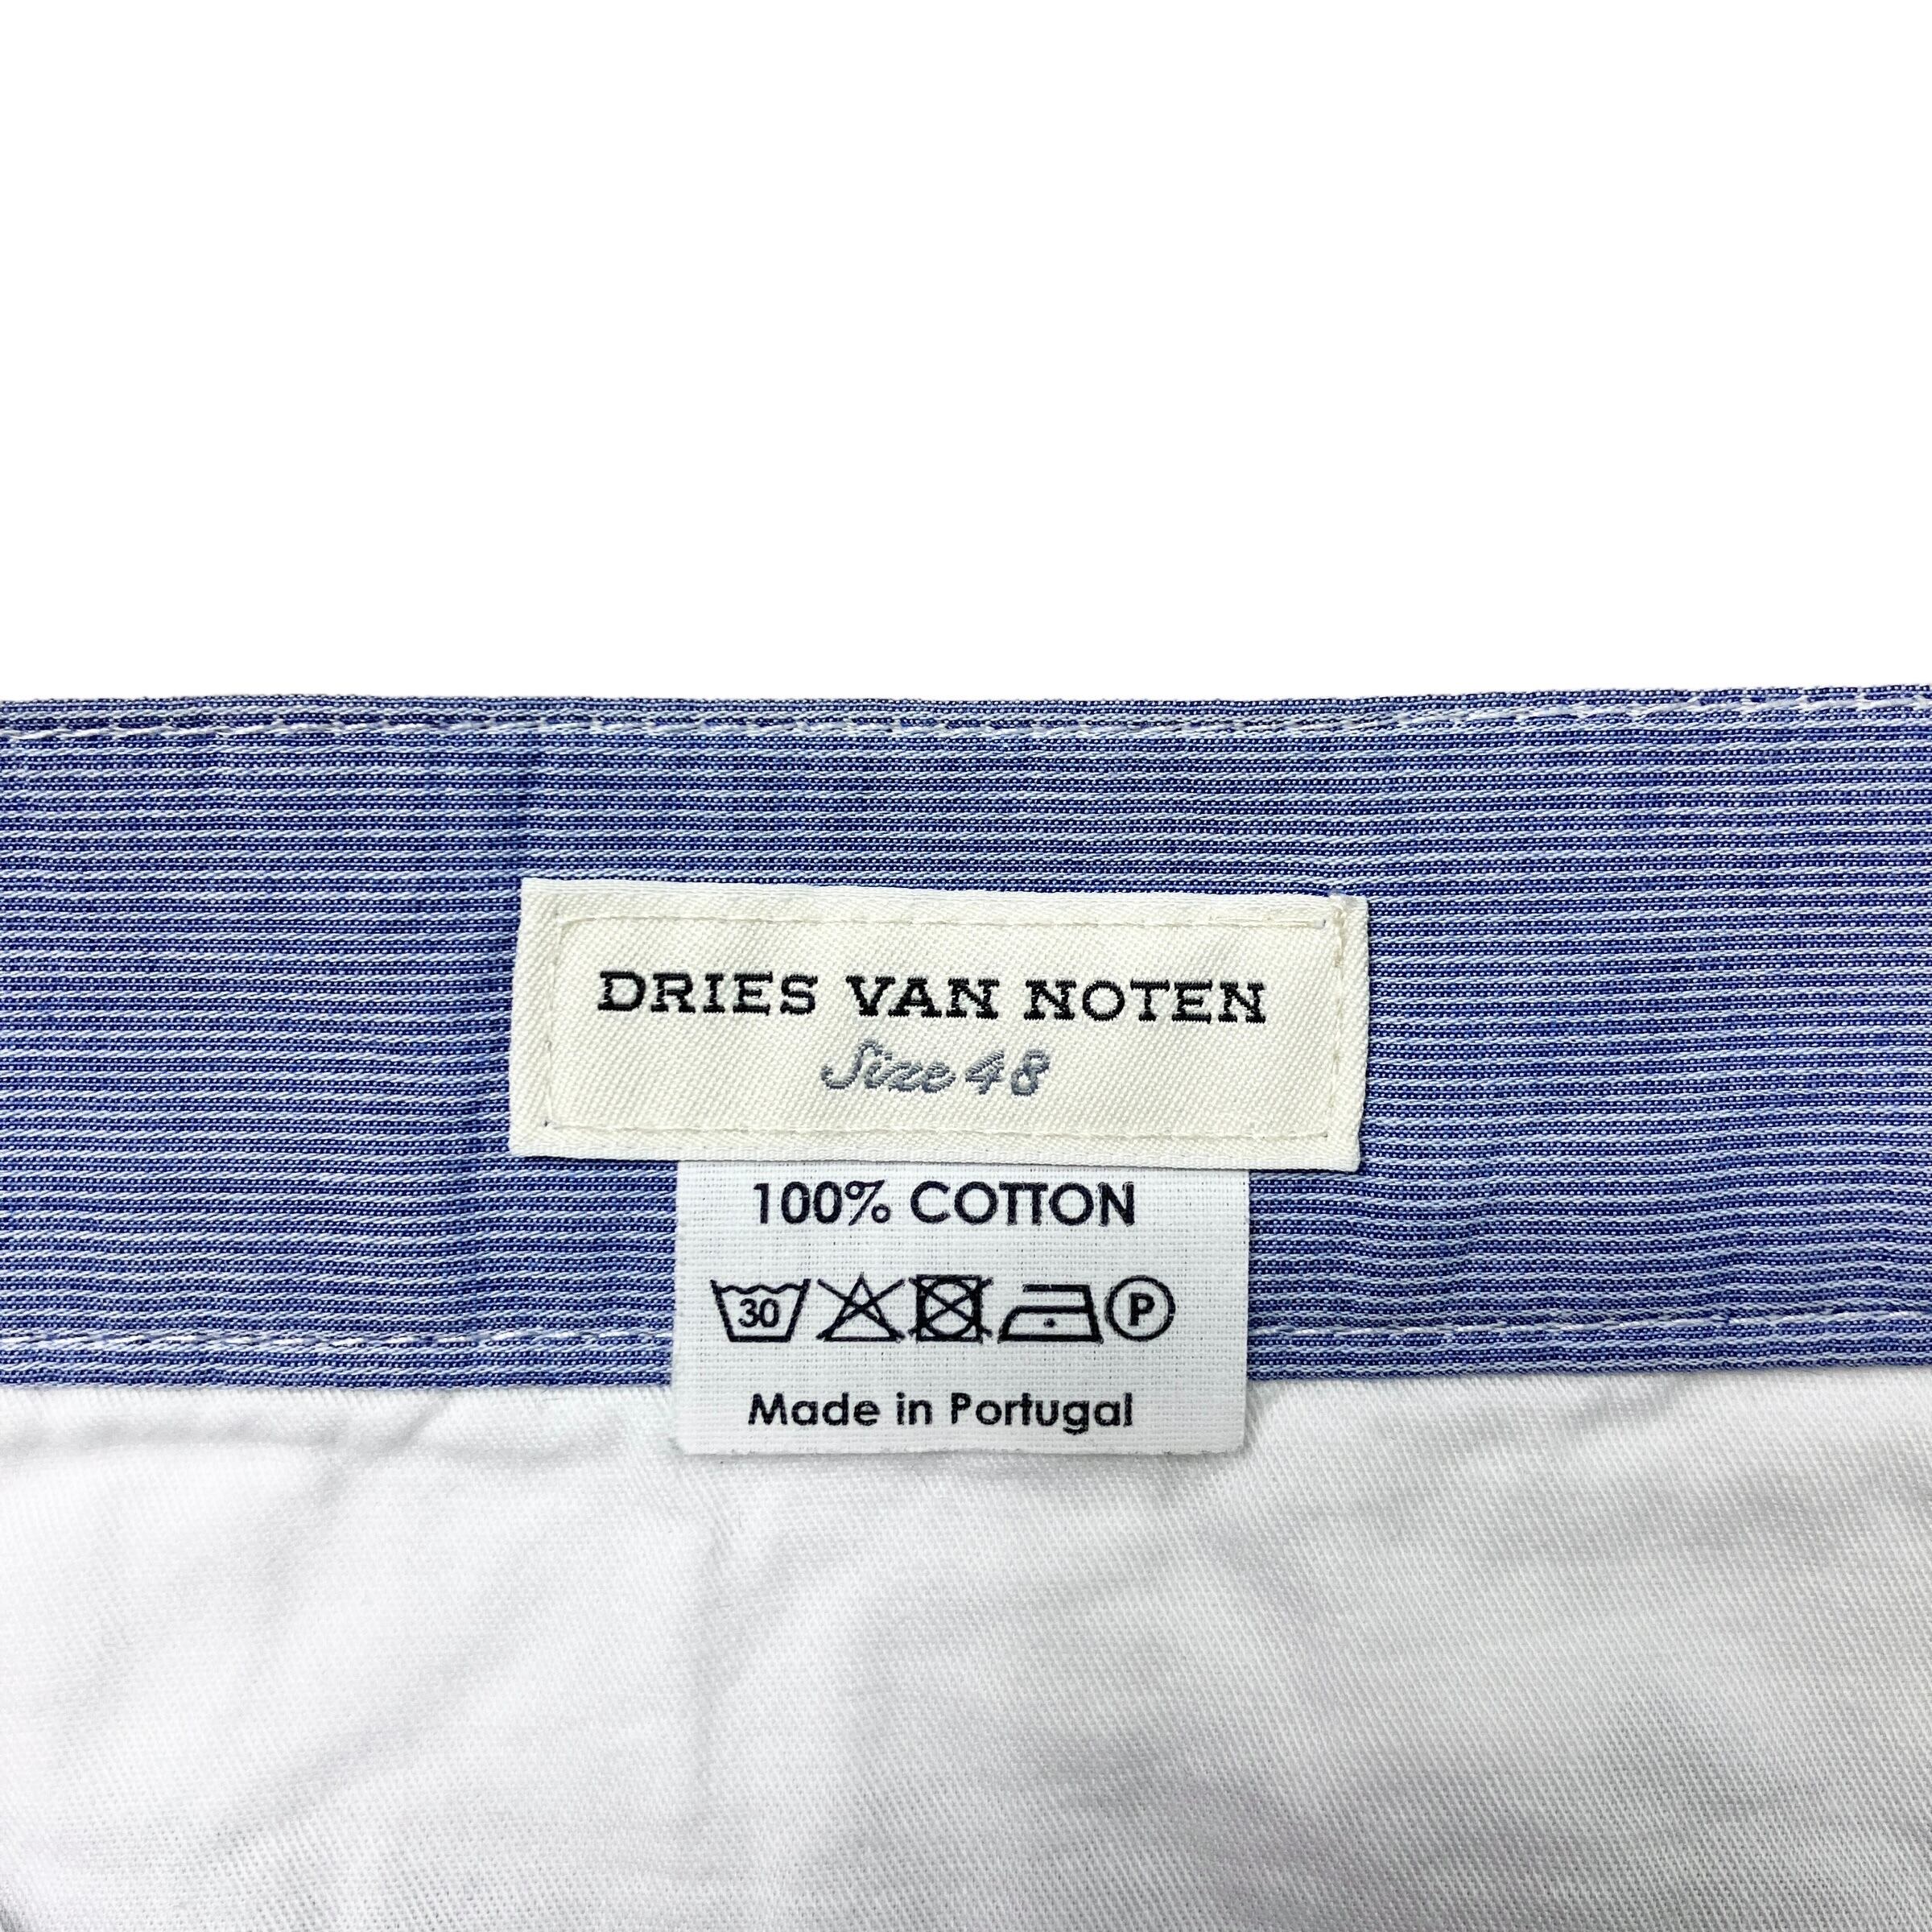 DRIES VAN NOTEN
Size 48
100% COTTON
30 P
Made in Portugal